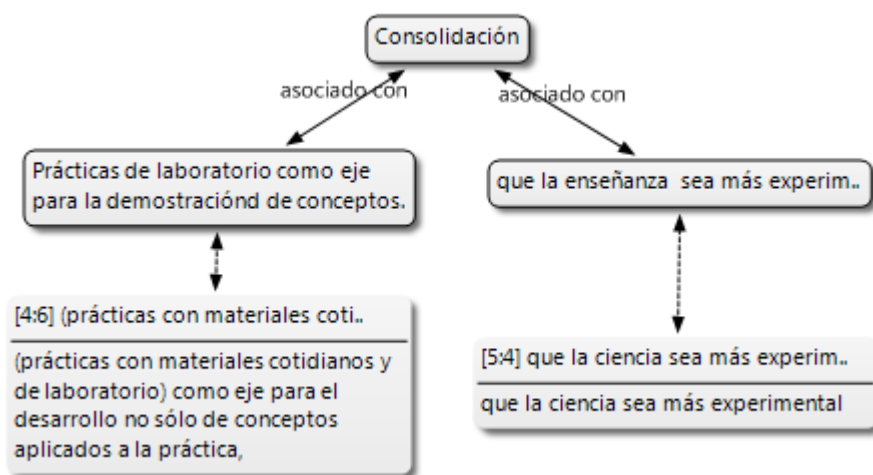 Consolidación
asociado con
asociado con
Prácticas de laboratorio como eje
para la demostraciónd de conceptos.
que la enseñanza  sea más experim..
[4:6] (prácticas con materiales coti..
(prácticas con materiales cotidianos y
de laboratorio) como eje para el
desarrollo no sólo de conceptos
aplicados a la práctica,
[5:4] que la ciencia sea más experim..
que la ciencia sea más experimental